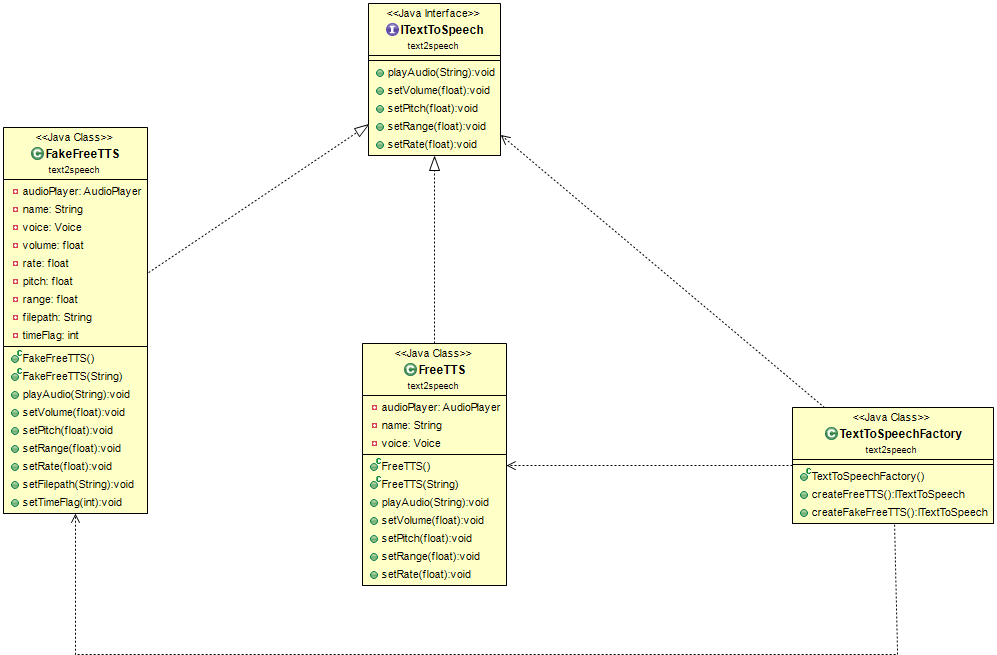 <<Java Interface>>
ITextToSpeech
text2speech
playAudio(String):void
setVolume(float):void
setPitch(float):void
setRange(float):void
setRate(float):void
<<Java Class>>
FakeFreeTTS
text2speech
audioPlayer: AudioPlayer
name: String
voice: Voice
volume: float
rate: float
pitch: float
range: float
filepath: String
timeFlag: int
FakeFreeTTS()
FakeFreeTTS(String)
playAudio(String):void
setVolume(float):void
setPitch(float):void
setRange(float):void
setRate(float):void
setFilepath(String):void
setTimeFlag(int):void
<<Java Class>>
FreeTTS
text2speech
audioPlayer: AudioPlayer
name: String
voice: Voice
FreeTTS()
FreeTTS(String)
playAudio(String):void
setVolume(float):void
setPitch(float):void
setRange(float):void
setRate(float):void
<<Java Class>>
TextToSpeechFactory
text2speech
TextToSpeechFactory()
createFreeTTS():ITextToSpeech
createFakeFreeTTS():ITextToSpeech